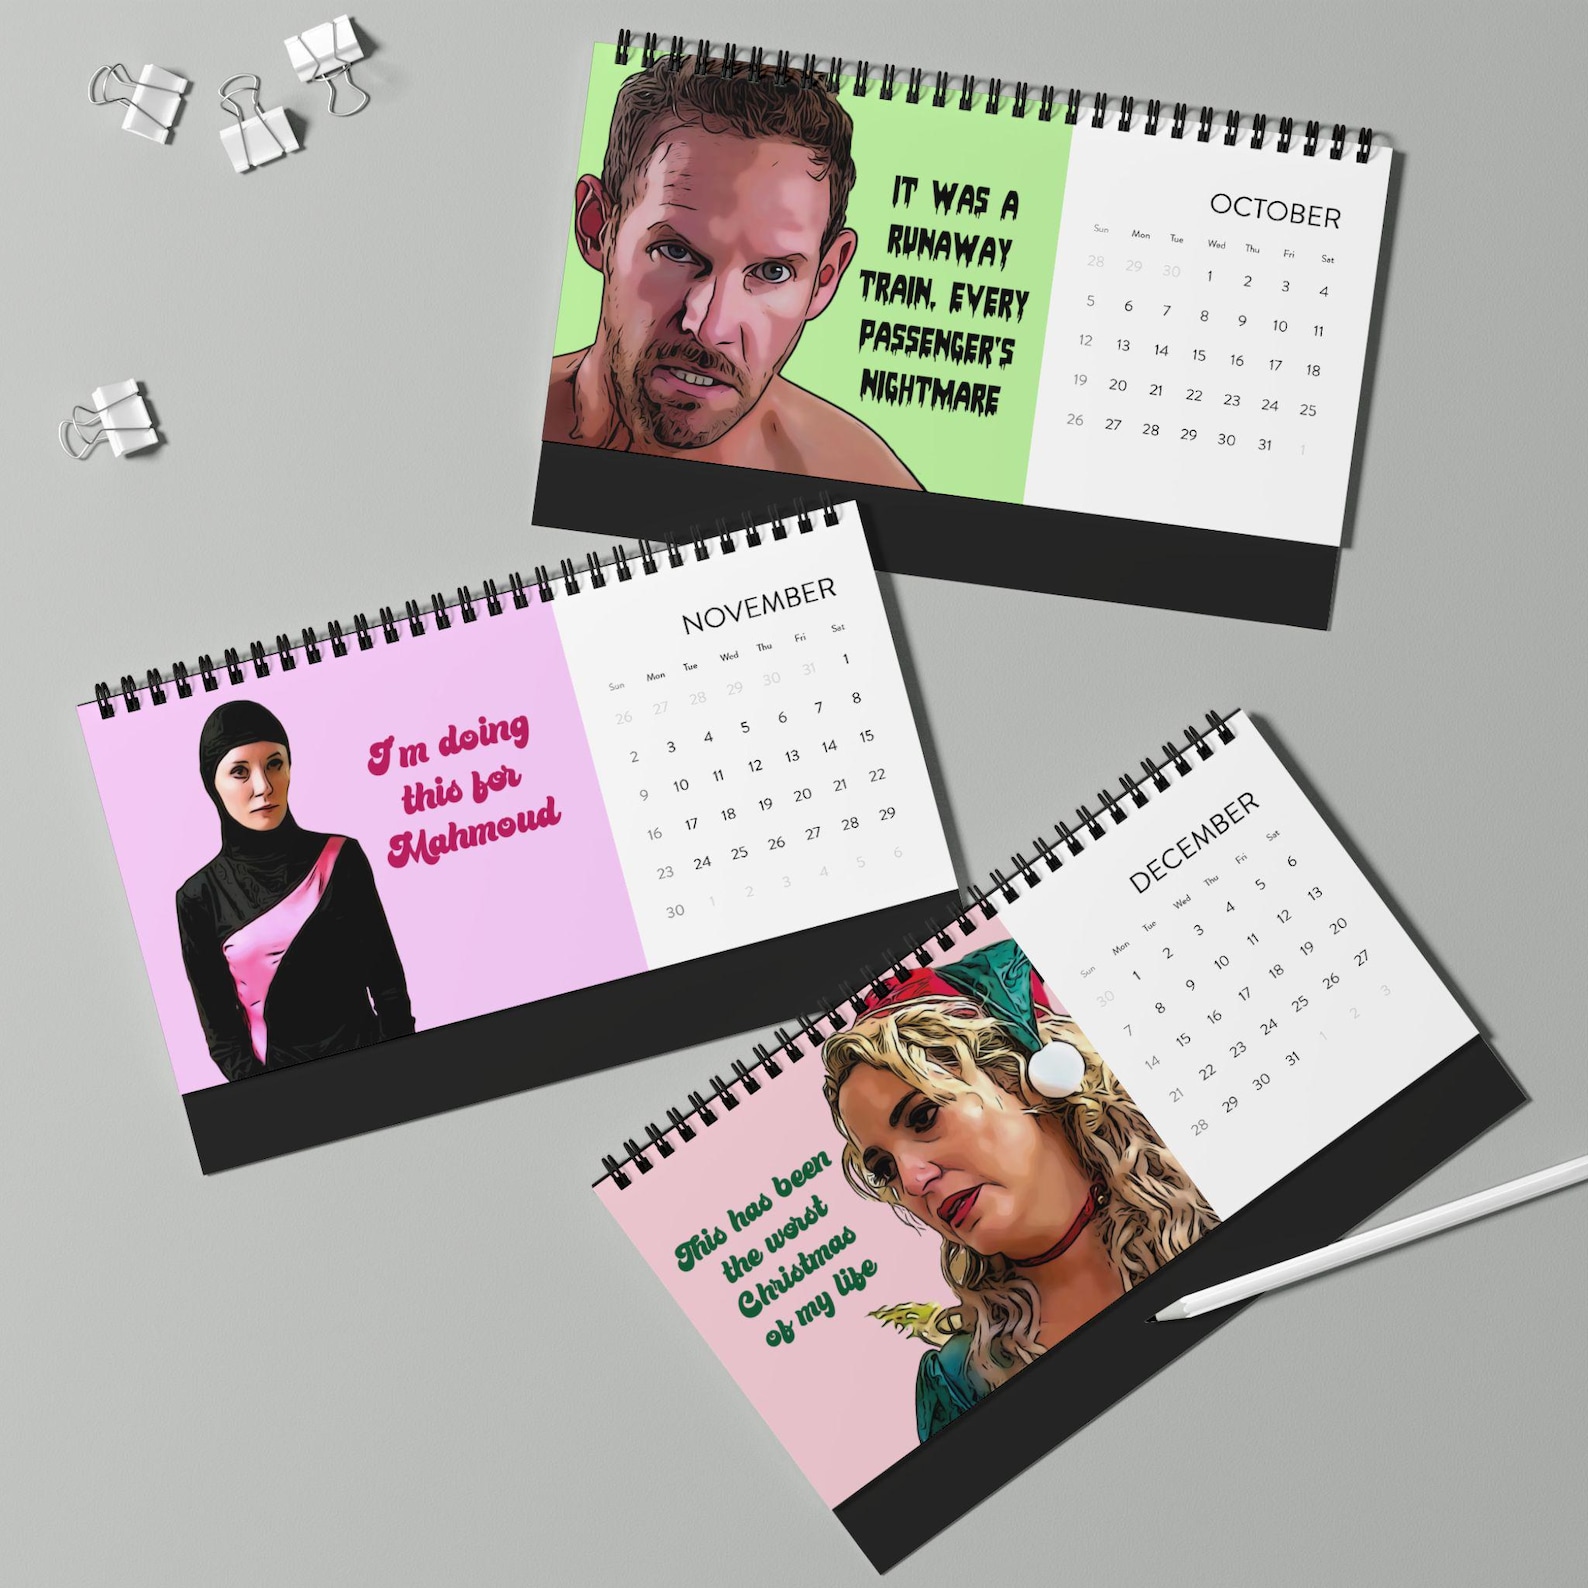 IT WAS A
RUNAWAY
TRAIN. EVERY
PASSENGER'S
NIGHTMARE
OCTOBER
Sun Mon Tue Wed Thu Fri Sat
28 29 30 1 2 3 4
5 6 7 8 9 10 11
12 13 14 15 16 17 18
19 20 21 22 23 24 25
26 27 28 29 30 31 1
I'm doing
this for
Mahmoud
NOVEMBER
Sun Mon Tue Wed Thu Fri Sat
26 27 28 29 30 31 1
2 3 4 5 6 7 8
9 10 11 12 13 14 15
16 17 18 19 20 21 22
23 24 25 26 27 28 29
30 1 2 3 4 5 6
This has been
the worst
Christmas
of my life
DECEMBER
Sun Mon Tue Wed Thu Fri Sat
30 1 2 3 4 5 6
7 8 9 10 11 12 13
14 15 16 17 18 19 20
21 22 23 24 25 26 27
28 29 30 31 1 2 3